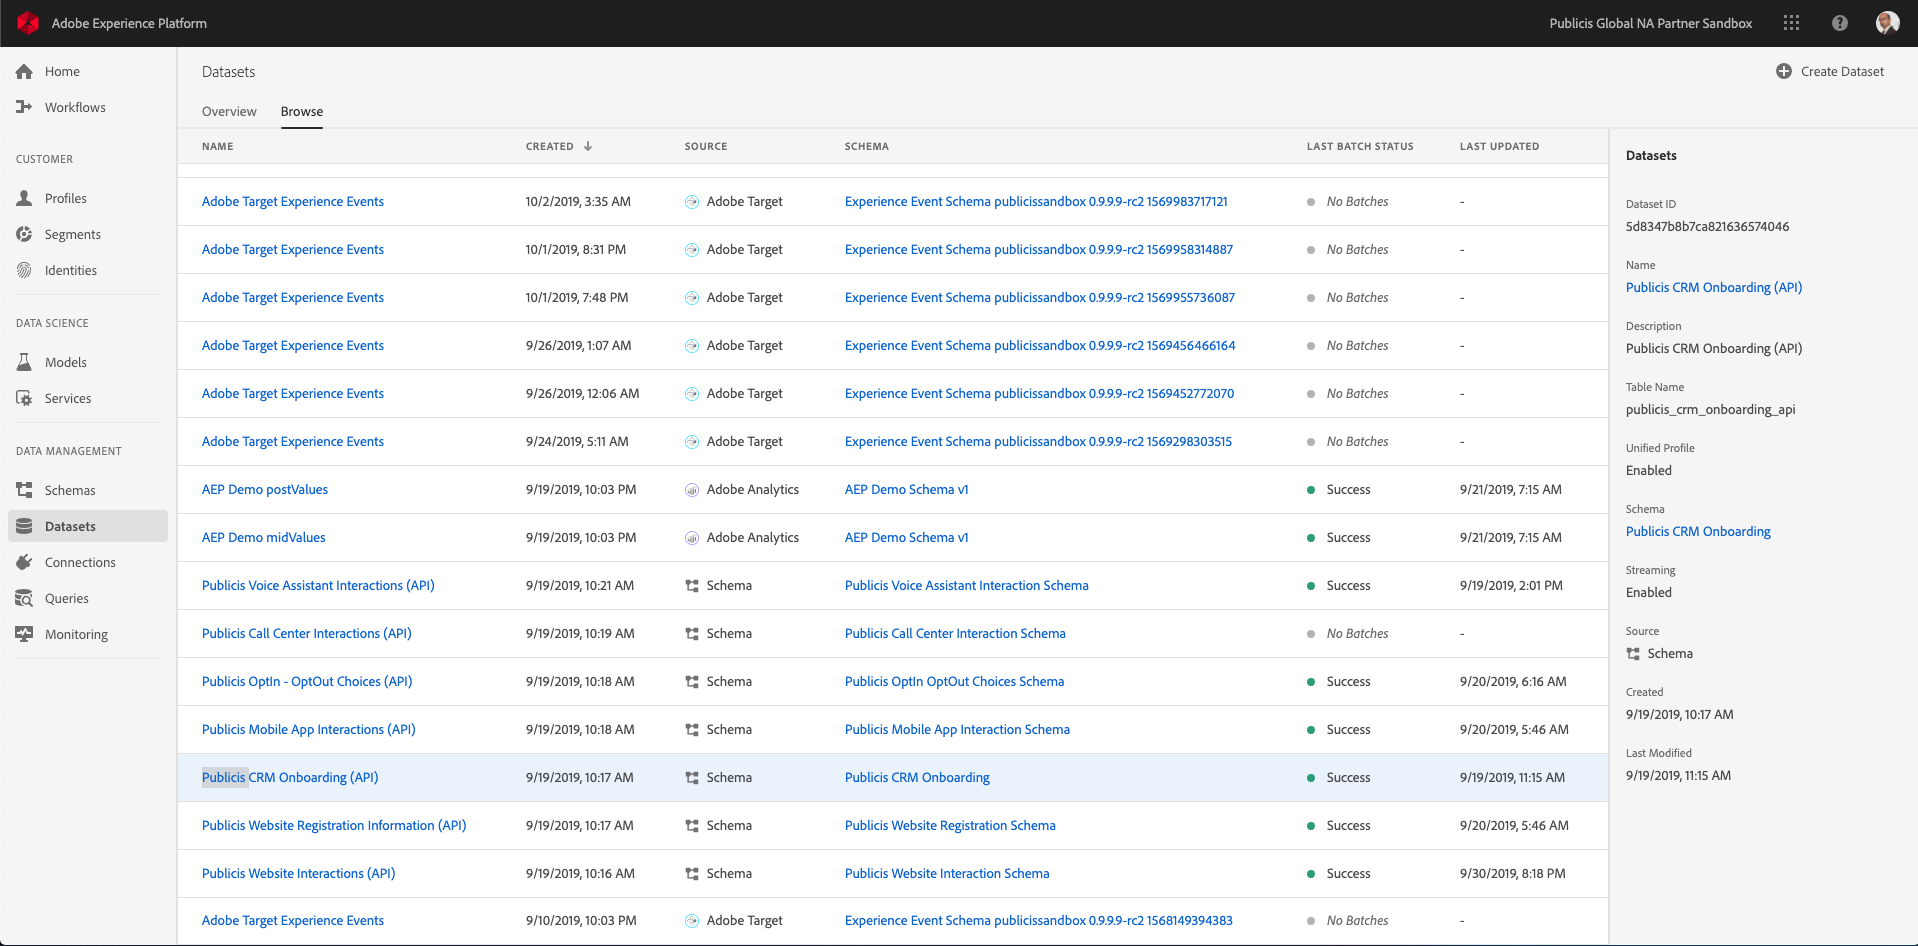 Adobe Experience Platform
Publicis Global NA Partner Sandbox
Home
Workflows
CUSTOMER
Profiles
Segments
Identities
DATA SCIENCE
Models
Services
DATA MANAGEMENT
Schemas
Datasets
Connections
Queries
Monitoring
Datasets
Create Dataset
Overview Browse
NAME CREATED ↓ SOURCE SCHEMA LAST BATCH STATUS LAST UPDATED
Adobe Target Experience Events 10/2/2019, 3:35 AM Adobe Target Experience Event Schema publicissandbox 0.9.9.9-rc2 1569983717121 No Batches -
Adobe Target Experience Events 10/1/2019, 8:31 PM Adobe Target Experience Event Schema publicissandbox 0.9.9.9-rc2 1569958314887 No Batches -
Adobe Target Experience Events 10/1/2019, 7:48 PM Adobe Target Experience Event Schema publicissandbox 0.9.9.9-rc2 1569955736087 No Batches -
Adobe Target Experience Events 9/26/2019, 1:07 AM Adobe Target Experience Event Schema publicissandbox 0.9.9.9-rc2 1569456466164 No Batches -
Adobe Target Experience Events 9/26/2019, 12:06 AM Adobe Target Experience Event Schema publicissandbox 0.9.9.9-rc2 1569452772070 No Batches -
Adobe Target Experience Events 9/24/2019, 5:11 AM Adobe Target Experience Event Schema publicissandbox 0.9.9.9-rc2 1569298303515 No Batches -
AEP Demo postValues 9/19/2019, 10:03 PM Adobe Analytics AEP Demo Schema v1 Success 9/21/2019, 7:15 AM
AEP Demo midValues 9/19/2019, 10:03 PM Adobe Analytics AEP Demo Schema v1 Success 9/21/2019, 7:15 AM
Publicis Voice Assistant Interactions (API) 9/19/2019, 10:21 AM Schema Publicis Voice Assistant Interaction Schema Success 9/19/2019, 2:01 PM
Publicis Call Center Interactions (API) 9/19/2019, 10:19 AM Schema Publicis Call Center Interaction Schema No Batches -
Publicis OptIn - OptOut Choices (API) 9/19/2019, 10:18 AM Schema Publicis OptIn OptOut Choices Schema Success 9/20/2019, 6:16 AM
Publicis Mobile App Interactions (API) 9/19/2019, 10:18 AM Schema Publicis Mobile App Interaction Schema Success 9/20/2019, 5:46 AM
Publicis CRM Onboarding (API) 9/19/2019, 10:17 AM Schema Publicis CRM Onboarding Success 9/19/2019, 11:15 AM
Publicis Website Registration Information (API) 9/19/2019, 10:17 AM Schema Publicis Website Registration Schema Success 9/20/2019, 5:46 AM
Publicis Website Interactions (API) 9/19/2019, 10:16 AM Schema Publicis Website Interaction Schema Success 9/30/2019, 8:18 PM
Adobe Target Experience Events 9/10/2019, 10:03 PM Adobe Target Experience Event Schema publicissandbox 0.9.9.9-rc2 1568149394383 No Batches -
Datasets
Dataset ID
5d8347b8b7ca821636574046
Name
Publicis CRM Onboarding (API)
Description
Publicis CRM Onboarding (API)
Table Name
publicis_crm_onboarding_api
Unified Profile
Enabled
Schema
Publicis CRM Onboarding
Streaming
Enabled
Source
Schema
Created
9/19/2019, 10:17 AM
Last Modified
9/19/2019, 11:15 AM